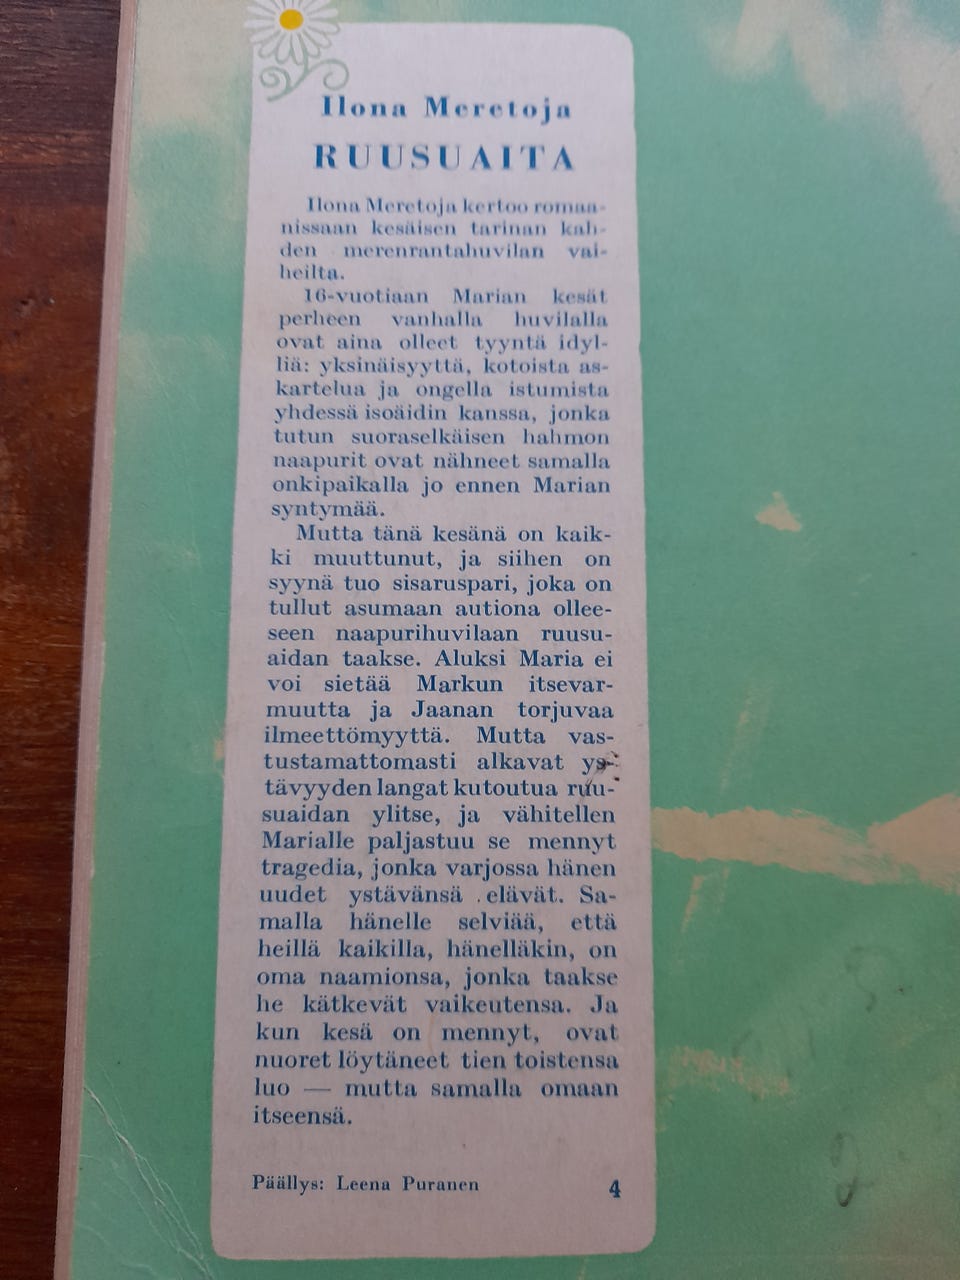 Ilona Meretoja
RUUSUAITA
Ilona Meretoja kertoo romaa-
nissaan kesäisen tarinan kah-
den merenrantahuvilan vai-
heilta.
16-vuotiaan Marian kesät
perheen vanhalla huvilalla
ovat aina olleet tyyntä idyl-
liä: yksinäisyyttä, kotoista as-
kartelua ja ongella istumista
yhdessä isoäidin kanssa, jonka
tutun suoraselkäisen hahmon
naapurit ovat nähneet samalla
onkipaikalla jo ennen Marian
syntymää.
Mutta tänä kesänä on kaik-
ki muuttunut, ja siihen on
syynä tuo sisaruspari, joka on
tullut asumaan autiona ollee-
seen naapurihuvilaan ruusu-
aidan taakse. Aluksi Maria ei
voi sietää Markun itsevar-
muutta ja Jaanan torjuvaa
ilmeettömyyttä. Mutta vas-
tustamattomasti alkavat ys-
tävyyden langat kutoutua ruu-
suaidan ylitse, ja vähitellen
Marialle paljastuu se mennyt
tragedia, jonka varjossa hänen
uudet ystävänsä elävät. Sa-
malla hänelle selviää, että
heillä kaikilla, hänelläkin, on
oma naamionsa, jonka taakse
he kätkevät vaikeutensa. Ja
kun kesä on mennyt, ovat
nuoret löytäneet tien toistensa
luo — mutta samalla omaan
itseensä.
Päällys: Leena Puranen 4